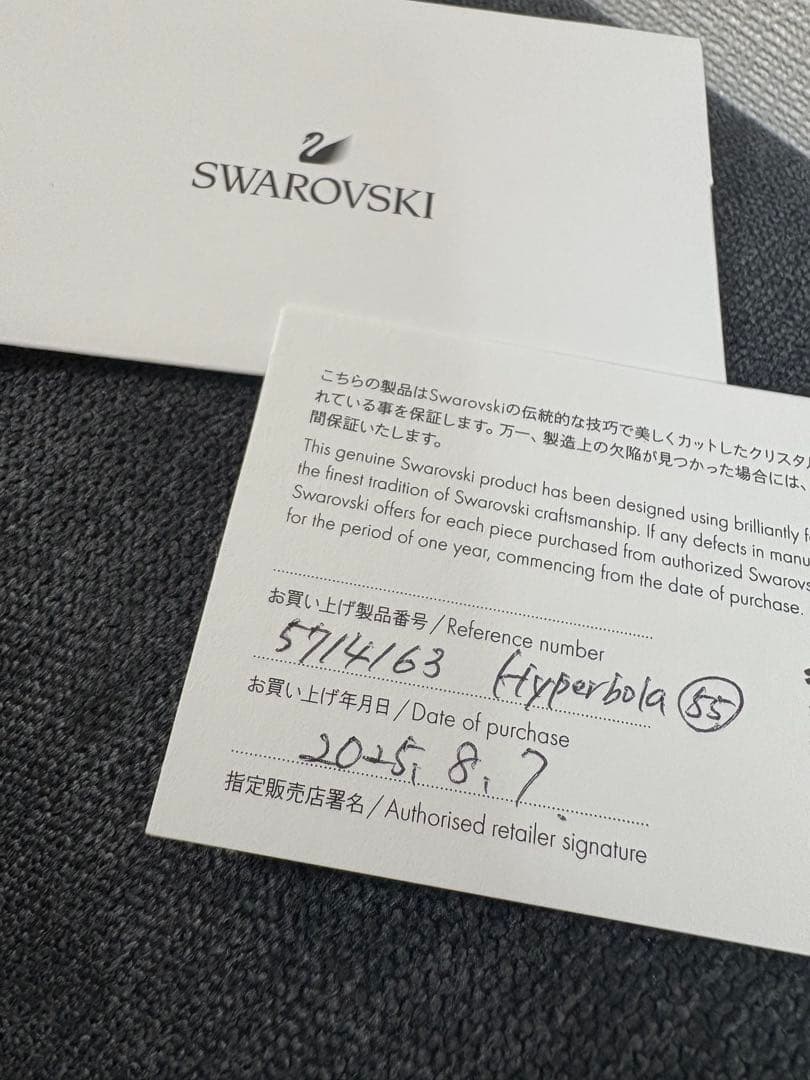 SWAROVSKI
こちらの製品はSwarovskiの伝統的な技巧で美しくカットしたクリスタル
れている事を保証します。万一、製造上の欠陥が見つかった場合には、
間保証いたします。
This genuine Swarovski product has been designed using brilliantly f
the finest tradition of Swarovski craftsmanship. If any defects in manu
Swarovski offers for each piece purchased from authorized Swarovs
for the period of one year, commencing from the date of purchase.
お買い上げ製品番号/Reference number
5714163 Hyperbola 55
お買い上げ年月日/Date of purchase
2025, 8, 7
指定販売店署名/Authorised retailer signature